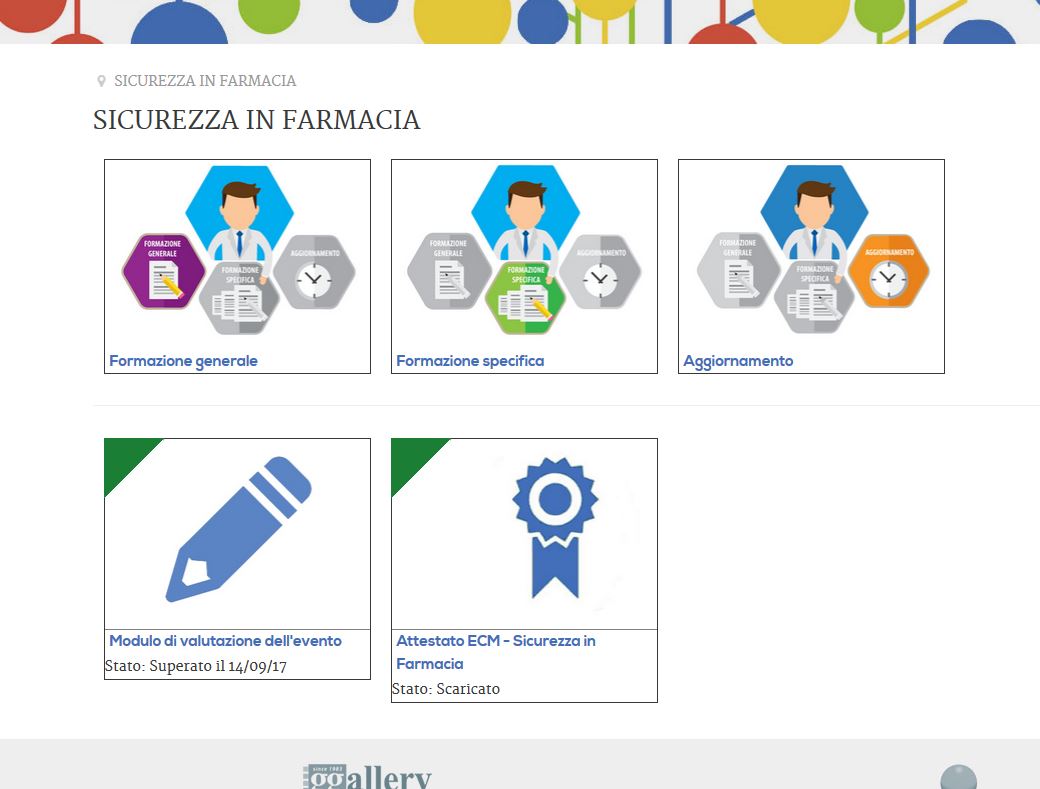 SICUREZZA IN FARMACIA
SICUREZZA IN FARMACIA
FORMAZIONE
GENERALE
FORMAZIONE
SPECIFICA
AGGIORNAMENTO
Formazione generale
FORMAZIONE
GENERALE
FORMAZIONE
SPECIFICA
AGGIORNAMENTO
Formazione specifica
FORMAZIONE
GENERALE
FORMAZIONE
SPECIFICA
AGGIORNAMENTO
Aggiornamento
Modulo di valutazione dell'evento
Stato: Superato il 14/09/17
Attestato ECM - Sicurezza in
Farmacia
Stato: Scaricato
since 1983
ggallery